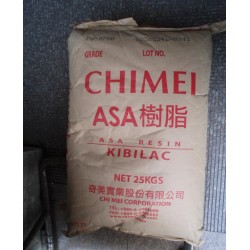 GRADE LOT NO.
CHIMEI
ASA樹脂
ASA RESIN
KIBILAC
NET 25KGS
奇美實業股份有限公司
CHI MEI CORPORATION